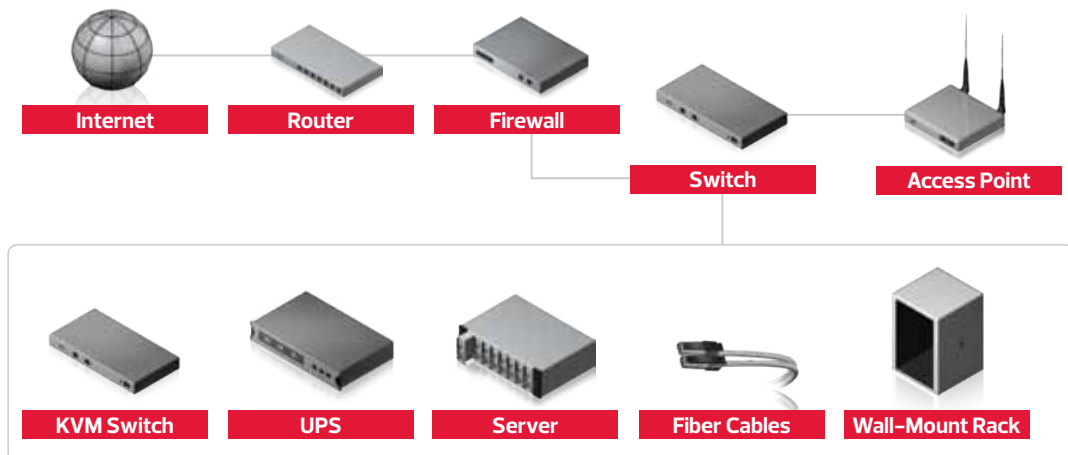 Internet
Router
Firewall
Switch
Access Point
KVM Switch
UPS
Server
Fiber Cables
Wall-Mount Rack